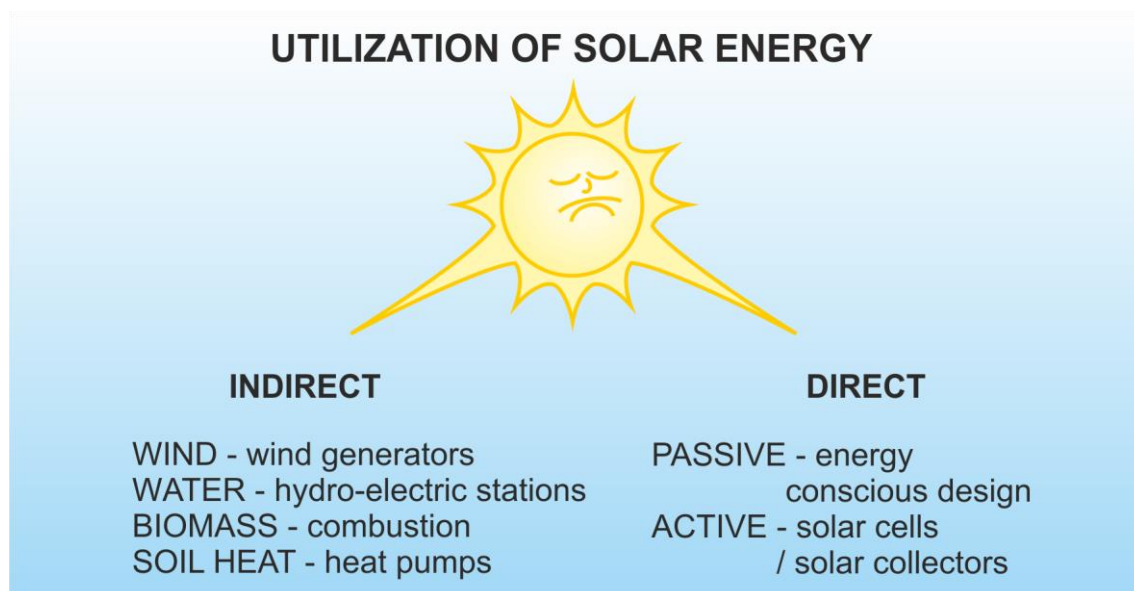 UTILIZATION OF SOLAR ENERGY
INDIRECT
WIND - wind generators
WATER - hydro-electric stations
BIOMASS - combustion
SOIL HEAT - heat pumps
DIRECT
PASSIVE - energy
conscious design
ACTIVE - solar cells
/ solar collectors